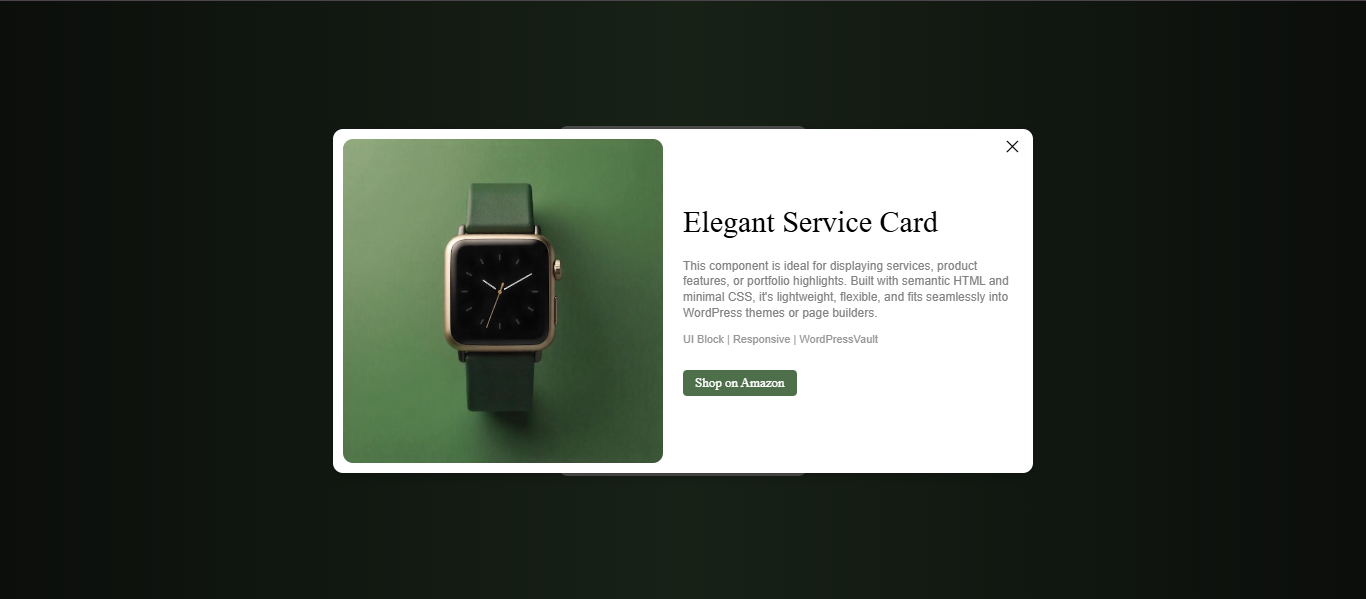 Elegant Service Card
This component is ideal for displaying services, product
features, or portfolio highlights. Built with semantic HTML and
minimal CSS, it's lightweight, flexible, and fits seamlessly into
WordPress themes or page builders.
UI Block | Responsive | WordPressVault
Shop on Amazon